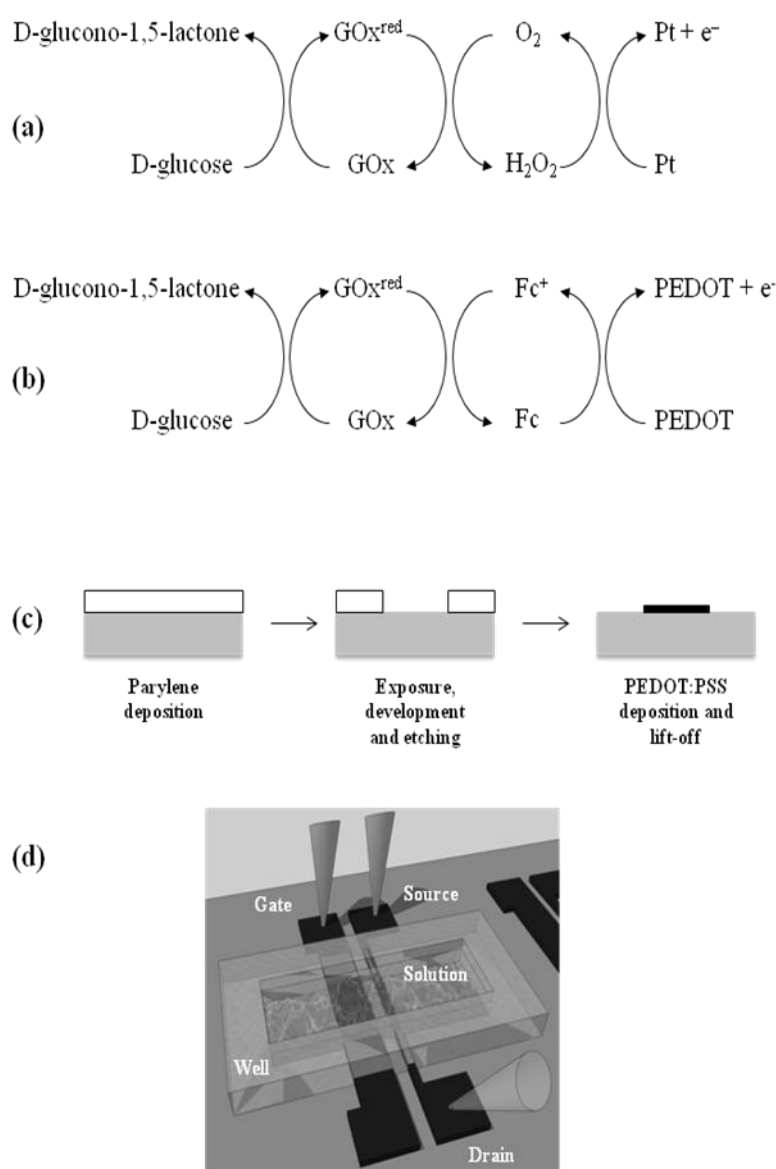 D-glucono-1,5-lactone GOx^red O₂ Pt + e⁻
(a)
D-glucose GOx H₂O₂ Pt
D-glucono-1,5-lactone GOx^red Fc⁺ PEDOT + e⁻
(b)
D-glucose GOx Fc PEDOT
(c)
Parylene
deposition
Exposure,
development
and etching
PEDOT:PSS
deposition and
lift-off
(d)
Gate
Source
Solution
Well
Drain